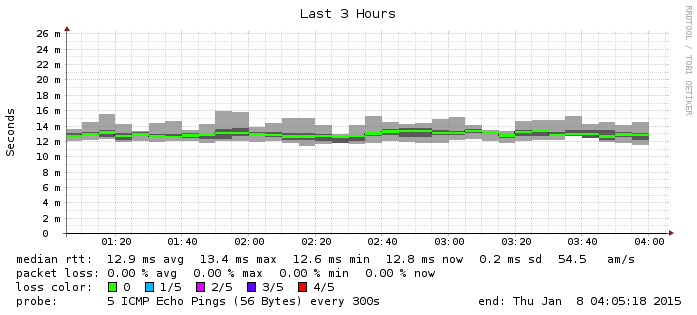 Last 3 Hours
RRDTOOL / TOBI OETIKER
Seconds
26 m
24 m
22 m
20 m
18 m
16 m
14 m
12 m
10 m
8 m
6 m
4 m
2 m
0
01:20 01:40 02:00 02:20 02:40 03:00 03:20 03:40 04:00
median rtt: 12.9 ms avg 13.4 ms max 12.6 ms min 12.8 ms now 0.2 ms sd 54.5 am/s
packet loss: 0.00 % avg 0.00 % max 0.00 % min 0.00 % now
loss color: 0 1/5 2/5 3/5 4/5
probe: 5 ICMP Echo Pings (56 Bytes) every 300s end: Thu Jan 8 04:05:18 2015